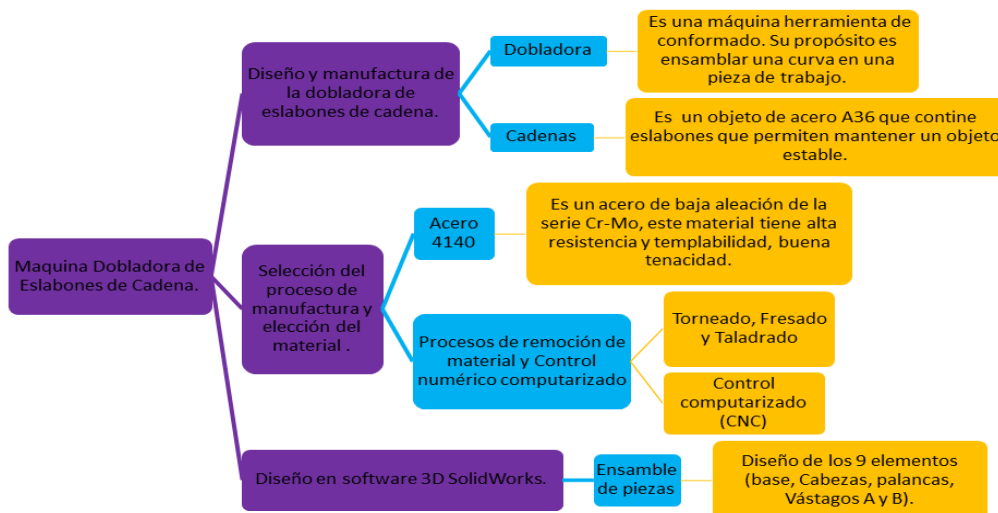 Maquina Dobladora de
Eslabones de Cadena.
Diseño y manufactura de
la dobladora de
eslabones de cadena.
Dobladora
Es una máquina herramienta de
conformado. Su propósito es
ensamblar una curva en una
pieza de trabajo.
Cadenas
Es un objeto de acero A36 que contine
eslabones que permiten mantener un objeto
estable.
Selección del
proceso de
manufactura y
elección del
material .
Acero
4140
Es un acero de baja aleación de la
serie Cr-Mo, este material tiene alta
resistencia y templabilidad, buena
tenacidad.
Procesos de remoción de
material y Control
numérico computarizado
Torneado, Fresado
y Taladrado
Control
computarizado
(CNC)
Diseño en software 3D SolidWorks.
Ensamble
de piezas
Diseño de los 9 elementos
(base, Cabezas, palancas,
Vástagos A y B).